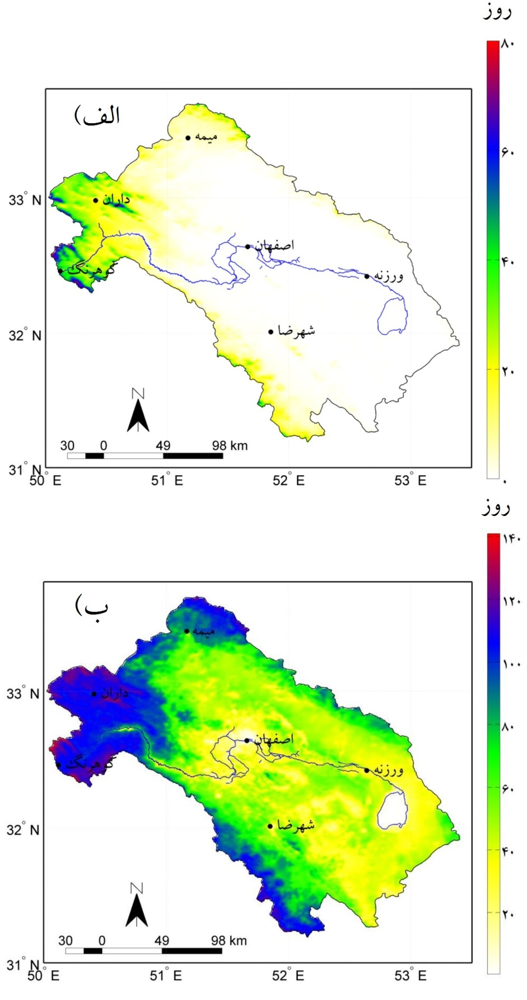 روز
۸۰
۶۰
۴۰
۲۰
۰
الف)
میمه
داران
اصفهان
کوهرنگ
ورزنه
شهرضا
33° N
32° N
31° N
N
30 0 49 98 km
50° E 51° E 52° E 53° E
روز
۱۴۰
۱۲۰
۱۰۰
۸۰
۶۰
۴۰
۲۰
ب)
میمه
داران
اصفهان
کوهرنگ
ورزنه
شهرضا
33° N
32° N
31° N
N
30 0 49 98 km
50° E 51° E 52° E 53° E